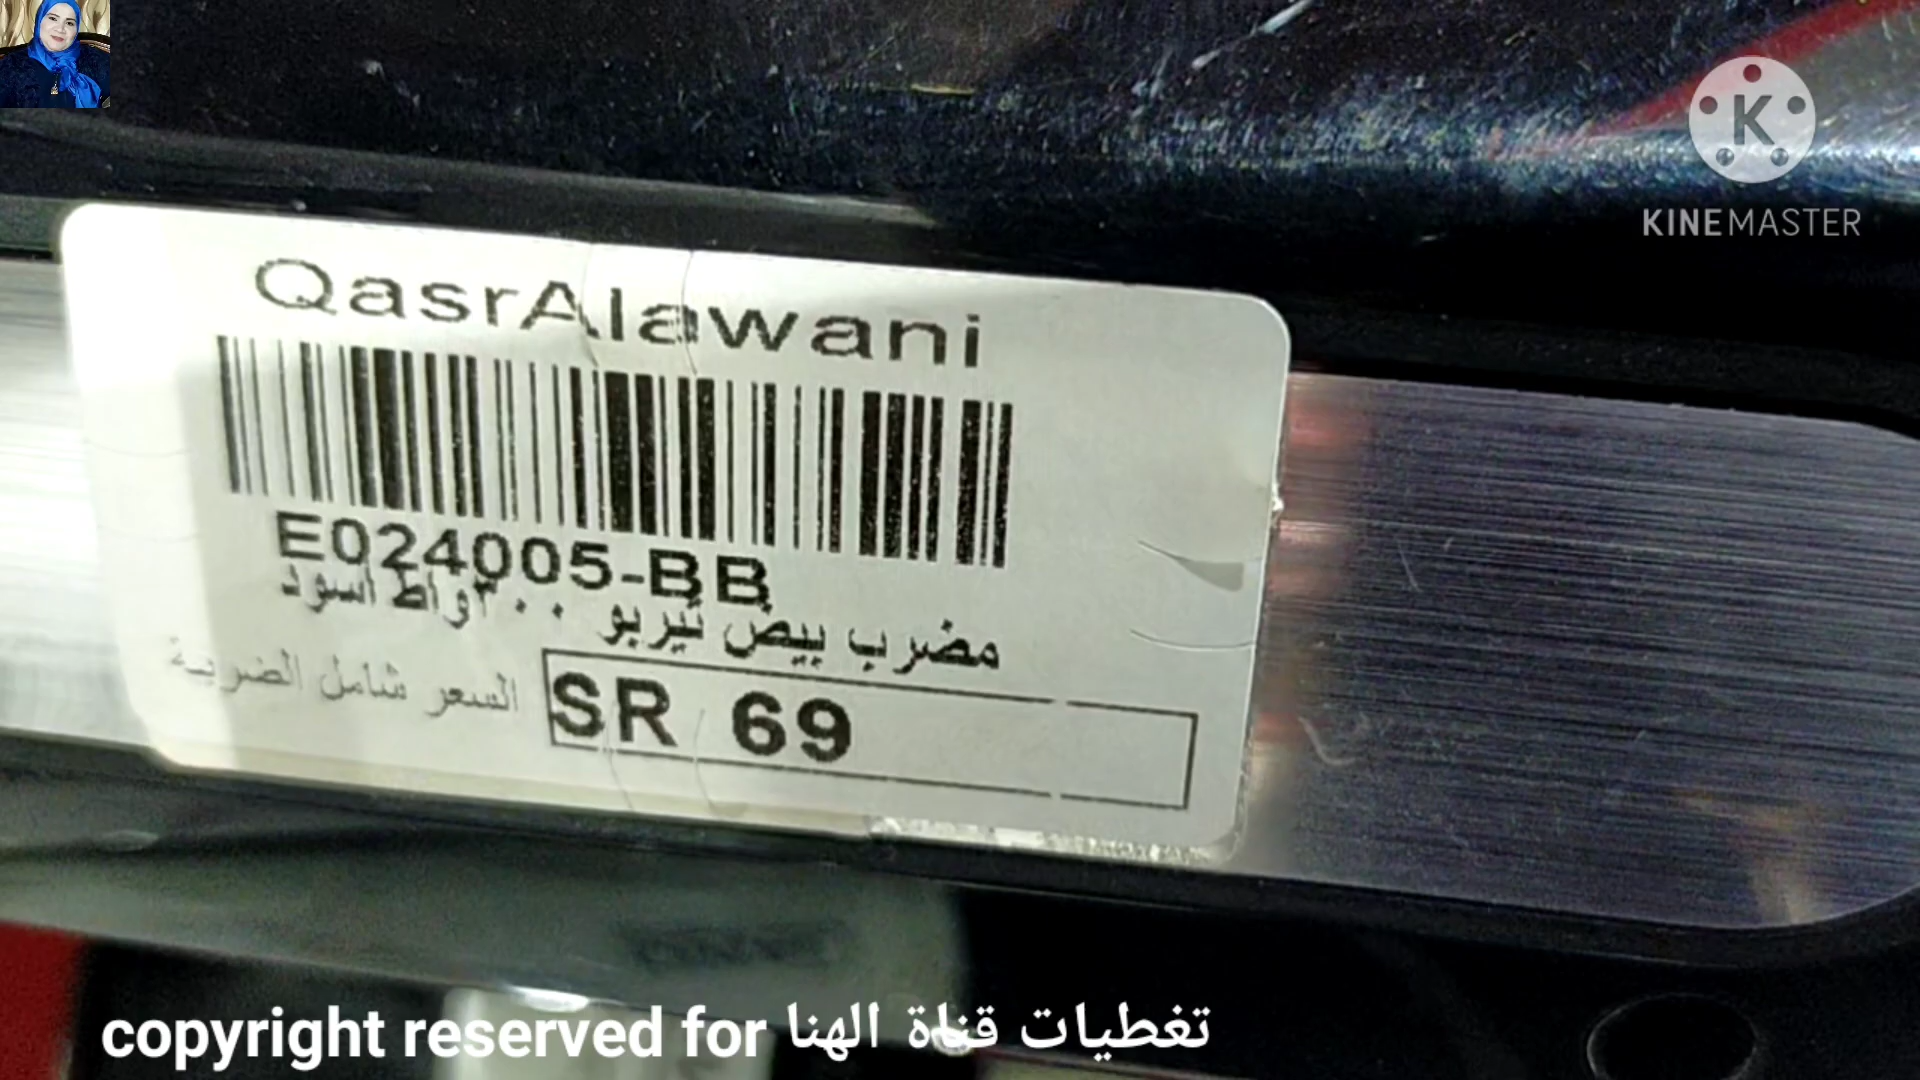 KINEMASTER
QasrAlawani
E024005-BB
مضرب بيض تيربو ٣٠٠واط اسود
السعر شامل الضريبة
SR 69
copyright reserved for تغطيات قناة الهنا